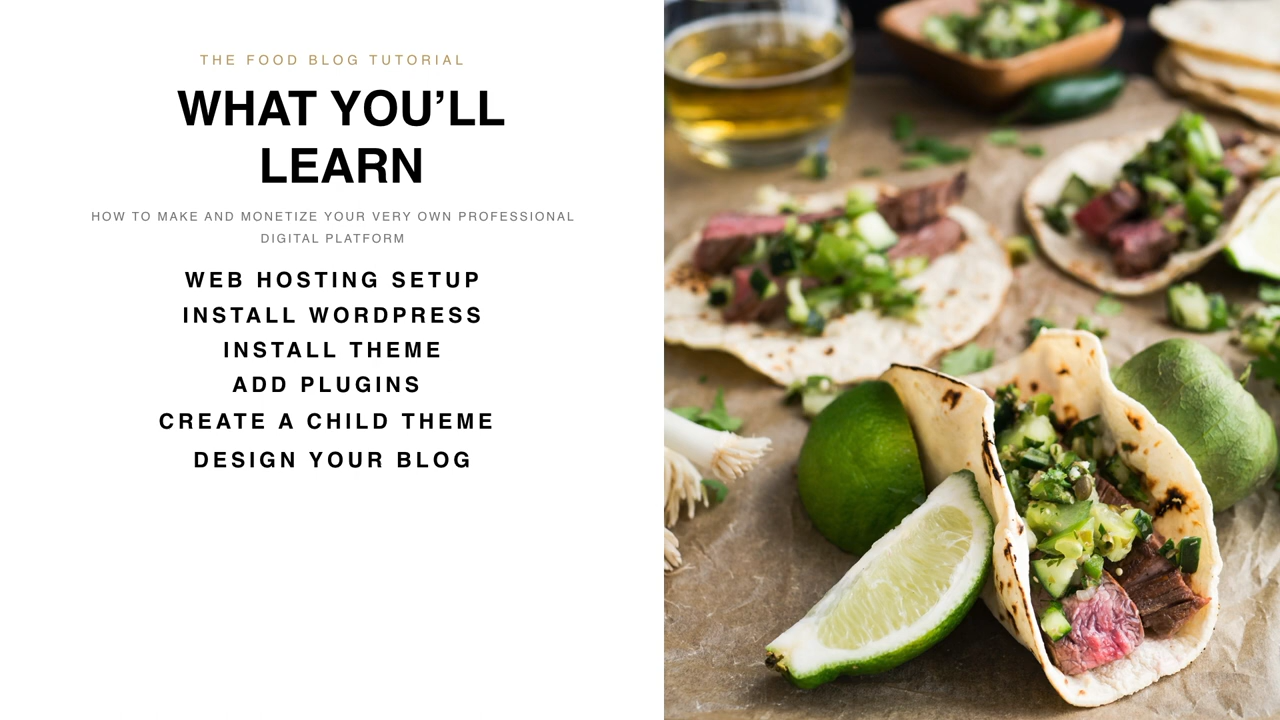 THE FOOD BLOG TUTORIAL
WHAT YOU’LL
LEARN
HOW TO MAKE AND MONETIZE YOUR VERY OWN PROFESSIONAL
DIGITAL PLATFORM
WEB HOSTING SETUP
INSTALL WORDPRESS
INSTALL THEME
ADD PLUGINS
CREATE A CHILD THEME
DESIGN YOUR BLOG